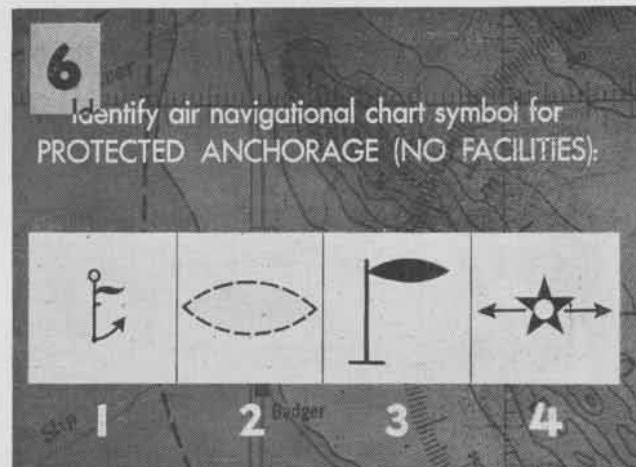 6
Identify air navigational chart symbol for
PROTECTED ANCHORAGE (NO FACILITIES):
1 2 3 4
Badger